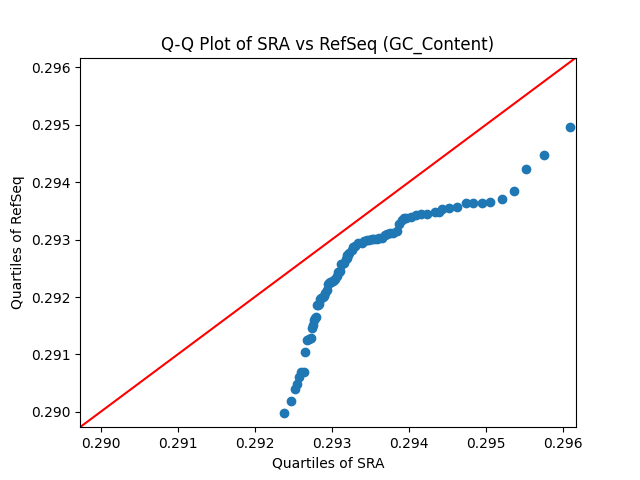 Q-Q Plot of SRA vs RefSeq (GC_Content)
0.296
0.295
0.294
0.293
0.292
0.291
0.290
Quartiles of RefSeq
0.290 0.291 0.292 0.293 0.294 0.295 0.296
Quartiles of SRA